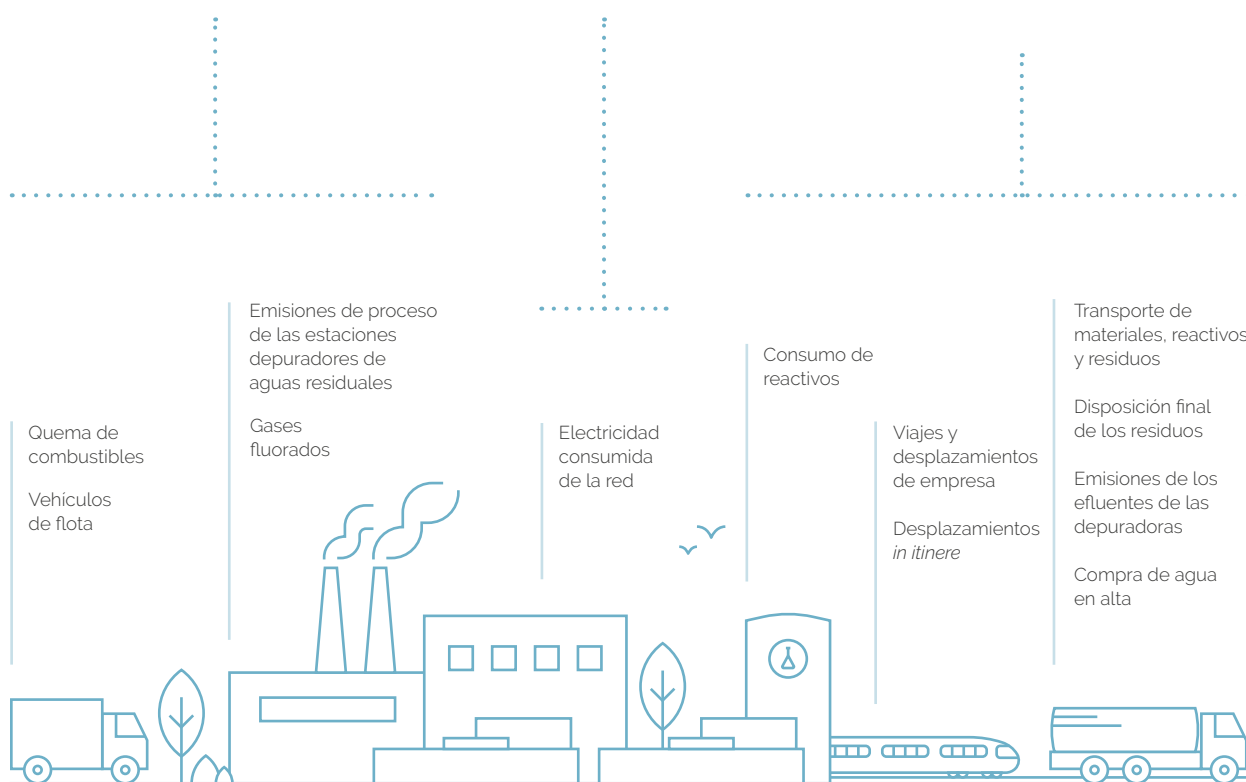 Quema de
combustibles
Vehículos
de flota
Emisiones de proceso
de las estaciones
depuradores de
aguas residuales
Gases
fluorados
Electricidad
consumida
de la red
Consumo de
reactivos
Viajes y
desplazamientos
de empresa
Desplazamientos
in itinere
Transporte de
materiales, reactivos
y residuos
Disposición final
de los residuos
Emisiones de los
efluentes de las
depuradoras
Compra de agua
en alta